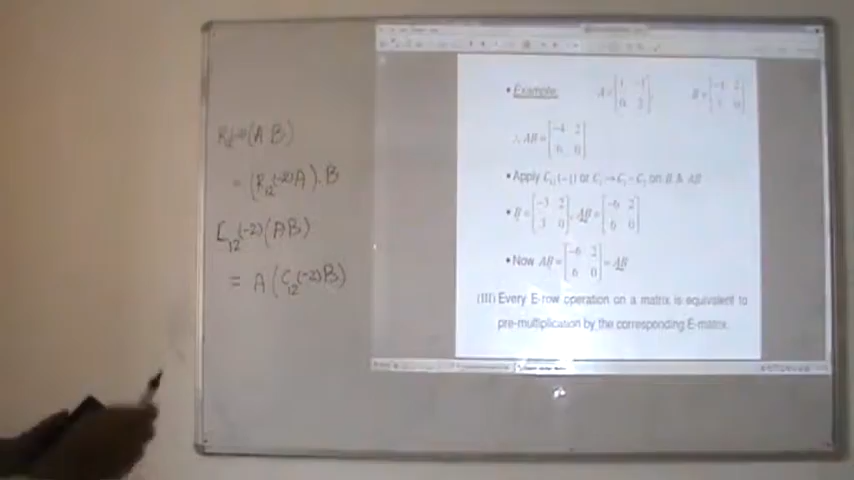 R₁₂(-2)(A B)
= (R₁₂(-2)A).B
C₁₂(-2)(AB)
= A(C₁₂(-2)B)
• Example: A = [1 -1; 0 2], B = [-1 2; 3 0]
∴ AB = [-4 2; 6 0]
• Apply C₁₂(-1) or C₁ → C₁ - C₂ on B & AB
• B = [-3 2; 3 0], AB = [-6 2; 6 0]
• Now AB = [-6 2; 6 0] = AB
(III) Every E-row operation on a matrix is equivalent to
pre-multiplication by the corresponding E-matrix.